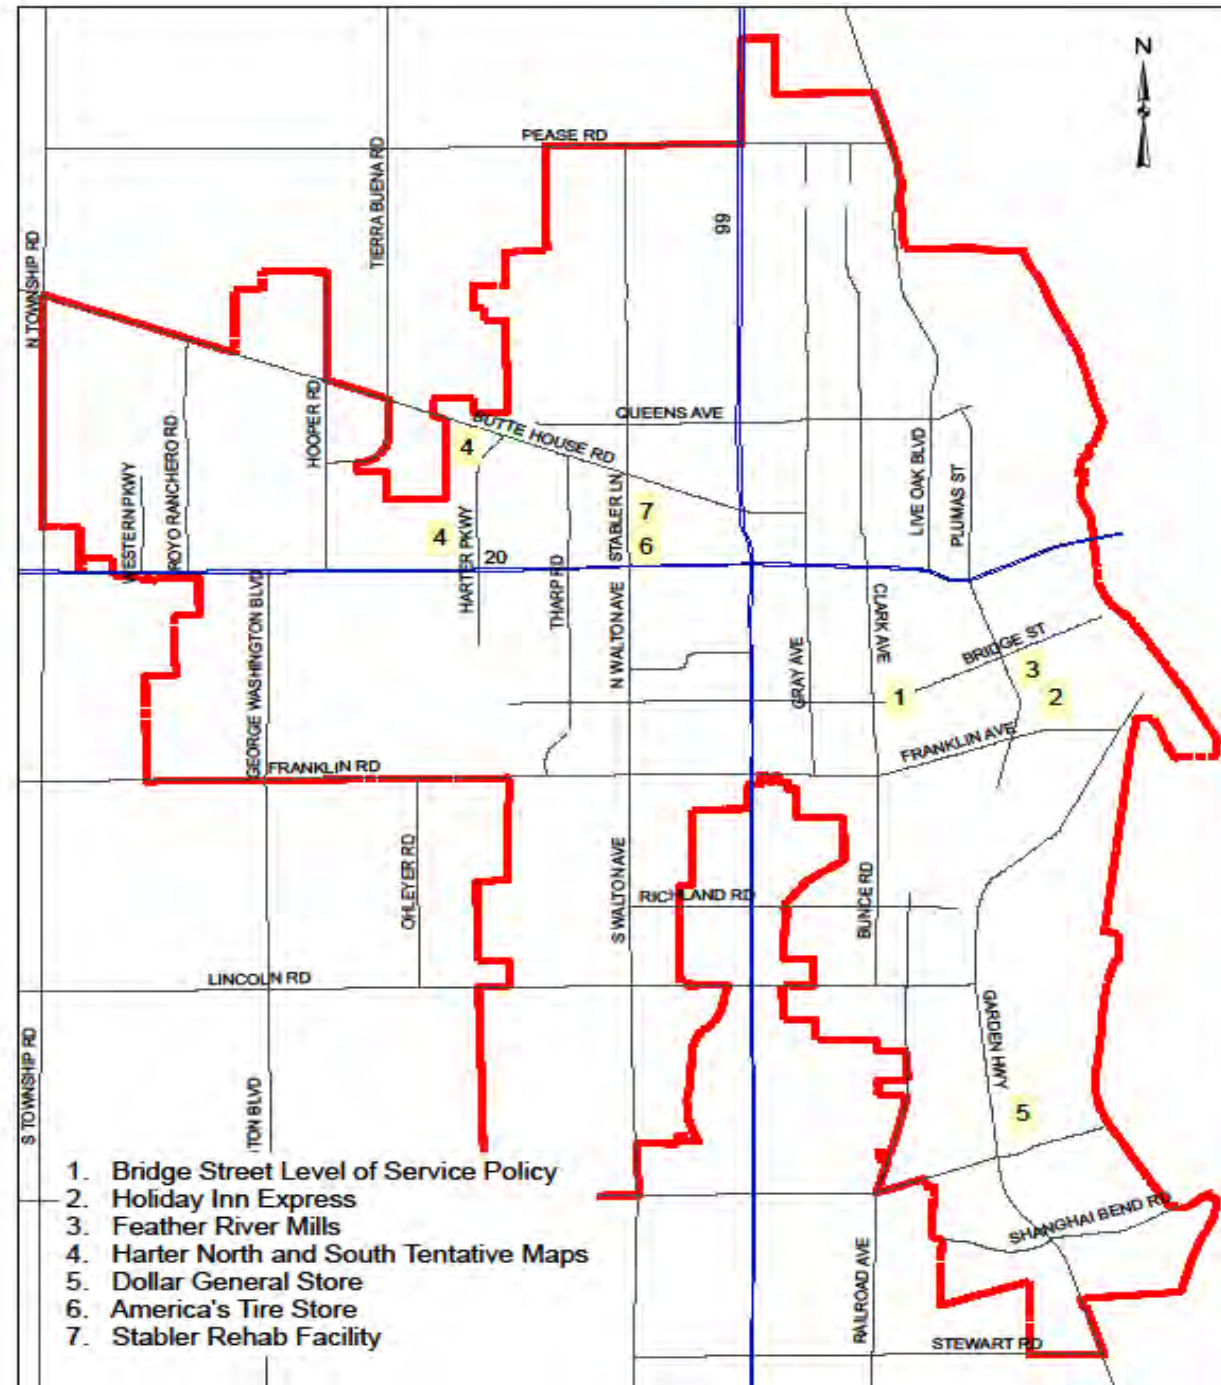 N
PEASE RD
TIERRA BUENA RD
99
N TOWNSHIP RD
QUEENS AVE
BUTTE HOUSE RD
HOOPER RD
ROYO RANCHERO RD
WESTERN PKWY
4
4
HARTER PKWY
20
THARP RD
STABLER LN
7
6
LIVE OAK BLVD
PLUMAS ST
GEORGE WASHINGTON BLVD
N WALTON AVE
GRAY AVE
CLARK AVE
BRIDGE ST
3
1
2
FRANKLIN AVE
FRANKLIN RD
OHLEYER RD
S WALTON AVE
RICHLAND RD
BUNCE RD
LINCOLN RD
GARDEN HWY
S TOWNSHIP RD
TON BLVD
5
SHANGHAI BEND RD
RAILROAD AVE
STEWART RD
1. Bridge Street Level of Service Policy
2. Holiday Inn Express
3. Feather River Mills
4. Harter North and South Tentative Maps
5. Dollar General Store
6. America's Tire Store
7. Stabler Rehab Facility